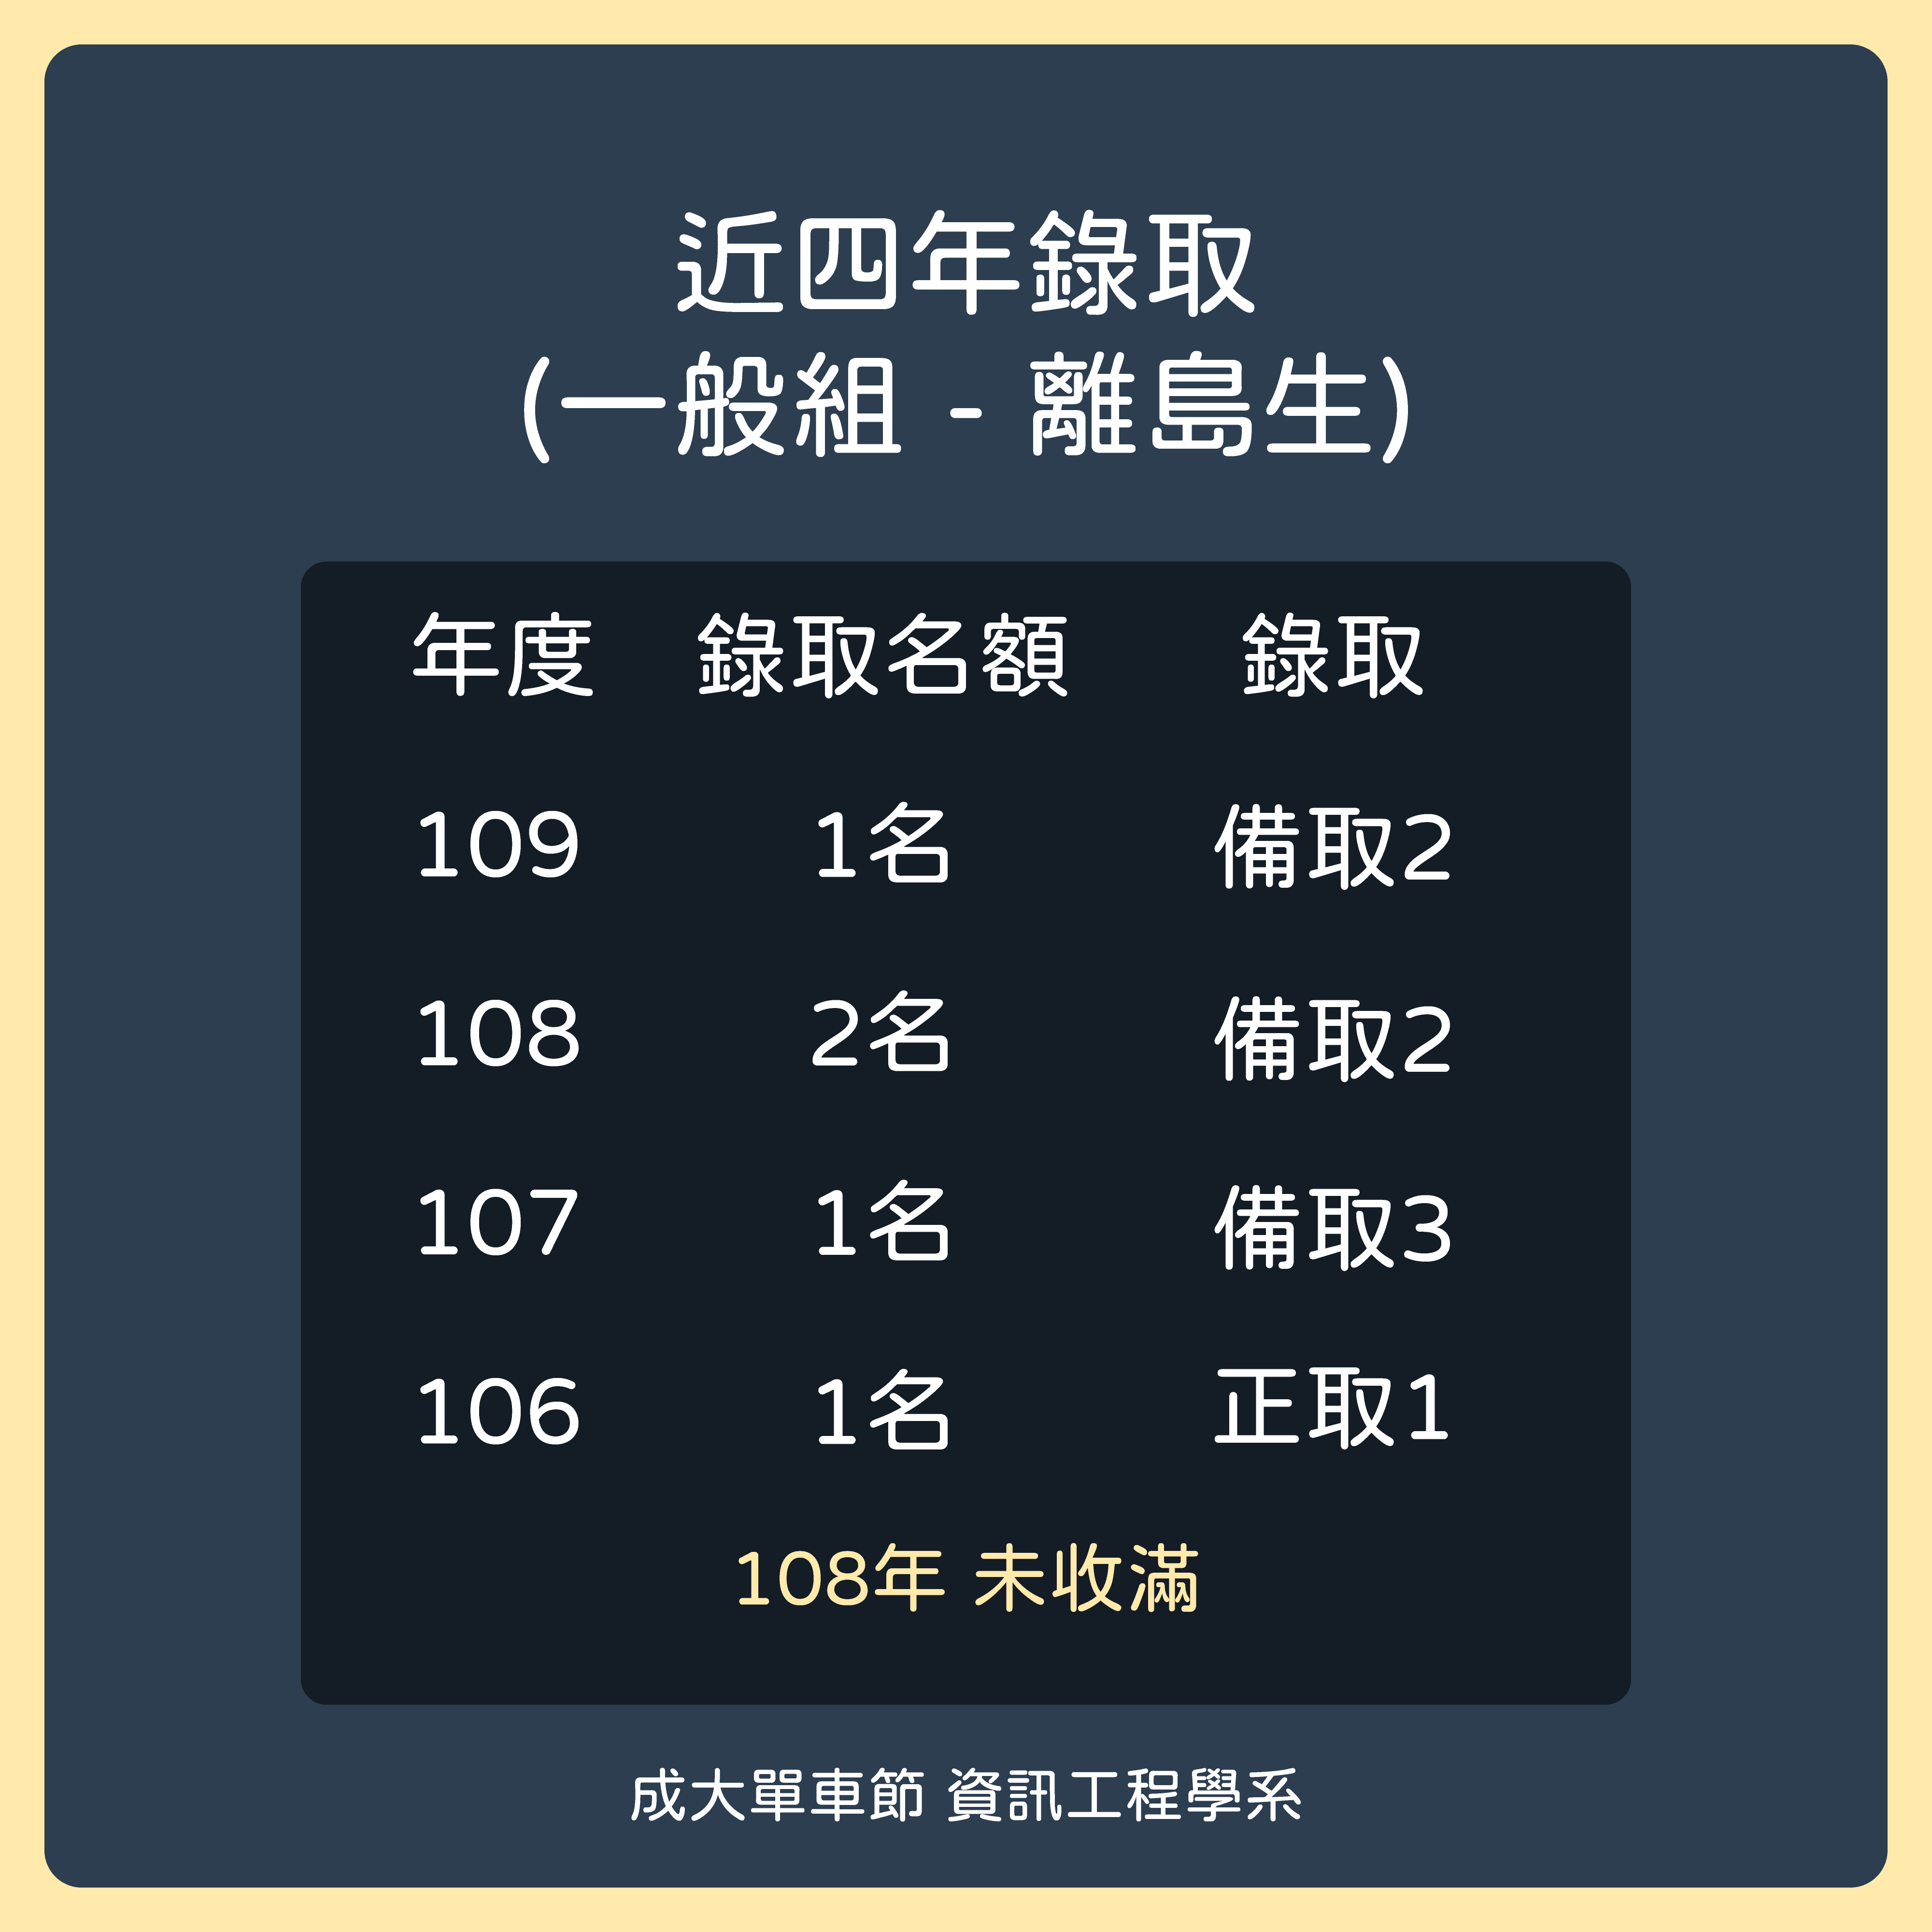 近四年錄取
(一般組 - 離島生)
年度 錄取名額 錄取
109 1名 備取2
108 2名 備取2
107 1名 備取3
106 1名 正取1
108年 未收滿
成大單車節 資訊工程學系